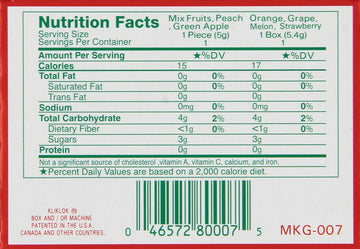 Nutrition Facts Mix Fruits, Peach Orange, Grape,
, Green Apple Melon, Strawberry
Serving Size 1 Piece (5g) 1 Box (5.4g)
Servings Per Container 1 1
Amount Per Serving ★%DV ★%DV
Calories 15 17
Total Fat 0g 0% 0g 0%
Saturated Fat 0g 0% 0g 0%
Trans Fat 0g 0g
Sodium 0mg 0% 0mg 0%
Total Carbohydrate 4g 2% 4g 2%
Dietary Fiber <1g 0% <1g 0%
Sugars 3g 3g
Protein 0g 0g
Not a significant source of cholesterol ,vitamin A, vitamin C, calcium, and iron.
★Percent Daily Values are based on a 2,000 calorie diet.
KLIKLOK ®
BOX AND / OR MACHINE
PATENTED IN THE U.S.A.,
CANADA AND OTHER COUNTRIES.
0 46572 80007 5
MKG-007